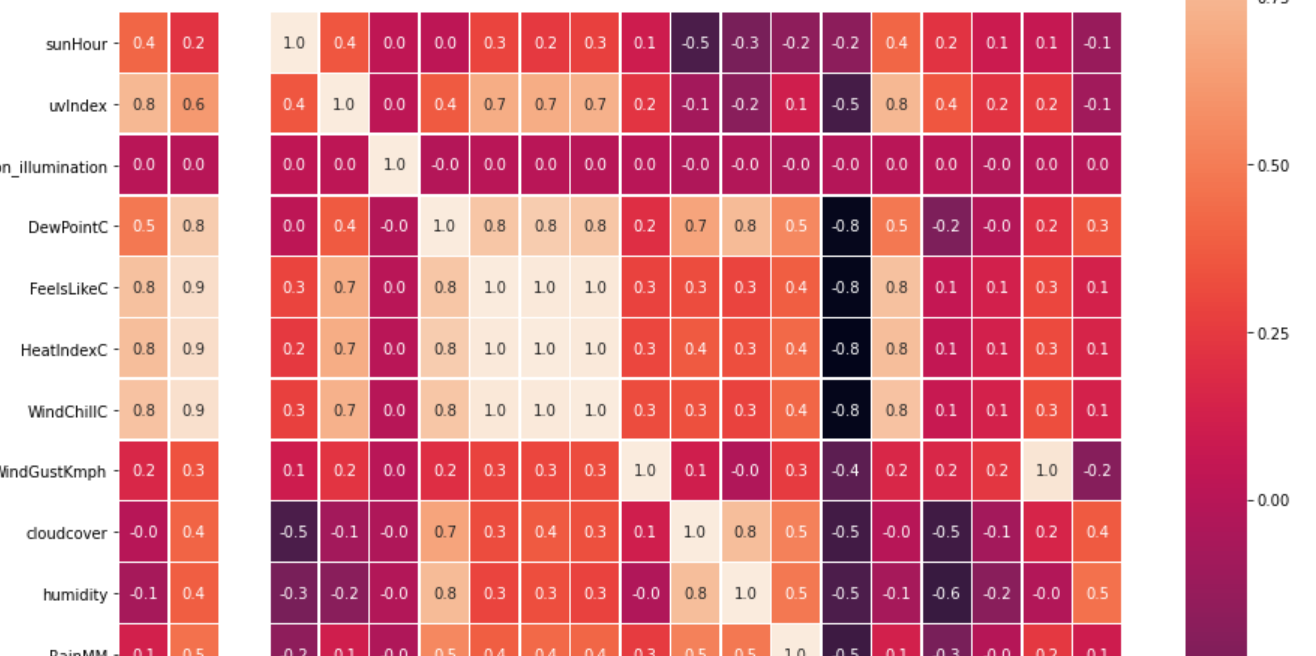 0.75
sunHour 0.4 0.2 1.0 0.4 0.0 0.0 0.3 0.2 0.3 0.1 -0.5 -0.3 -0.2 -0.2 0.4 0.2 0.1 0.1 -0.1
uvIndex 0.8 0.6 0.4 1.0 0.0 0.4 0.7 0.7 0.7 0.2 -0.1 -0.2 0.1 -0.5 0.8 0.4 0.2 0.2 -0.1
on_illumination 0.0 0.0 0.0 0.0 1.0 -0.0 0.0 0.0 0.0 0.0 -0.0 -0.0 -0.0 -0.0 0.0 0.0 -0.0 0.0 0.0
0.50
DewPointC 0.5 0.8 0.0 0.4 -0.0 1.0 0.8 0.8 0.8 0.2 0.7 0.8 0.5 -0.8 0.5 -0.2 -0.0 0.2 0.3
FeelsLikeC 0.8 0.9 0.3 0.7 0.0 0.8 1.0 1.0 1.0 0.3 0.3 0.3 0.4 -0.8 0.8 0.1 0.1 0.3 0.1
0.25
HeatIndexC 0.8 0.9 0.2 0.7 0.0 0.8 1.0 1.0 1.0 0.3 0.4 0.3 0.4 -0.8 0.8 0.1 0.1 0.3 0.1
WindChillC 0.8 0.9 0.3 0.7 0.0 0.8 1.0 1.0 1.0 0.3 0.3 0.3 0.4 -0.8 0.8 0.1 0.1 0.3 0.1
WindGustKmph 0.2 0.3 0.1 0.2 0.0 0.2 0.3 0.3 0.3 1.0 0.1 -0.0 0.3 -0.4 0.2 0.2 0.2 1.0 -0.2
0.00
cloudcover -0.0 0.4 -0.5 -0.1 -0.0 0.7 0.3 0.4 0.3 0.1 1.0 0.8 0.5 -0.5 -0.0 -0.5 -0.1 0.2 0.4
humidity -0.1 0.4 -0.3 -0.2 -0.0 0.8 0.3 0.3 0.3 -0.0 0.8 1.0 0.5 -0.5 -0.1 -0.6 -0.2 -0.0 0.5